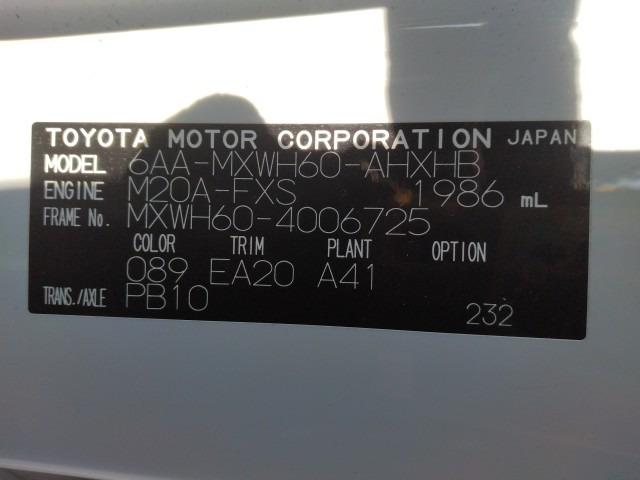 TOYOTA MOTOR CORPORATION JAPAN
MODEL 6AA-MXWH60-AHXHB
ENGINE M20A-FXS 1986 mL
FRAME No. MXWH60-4006725
COLOR TRIM PLANT OPTION
089 EA20 A41
TRANS./AXLE PB10
232